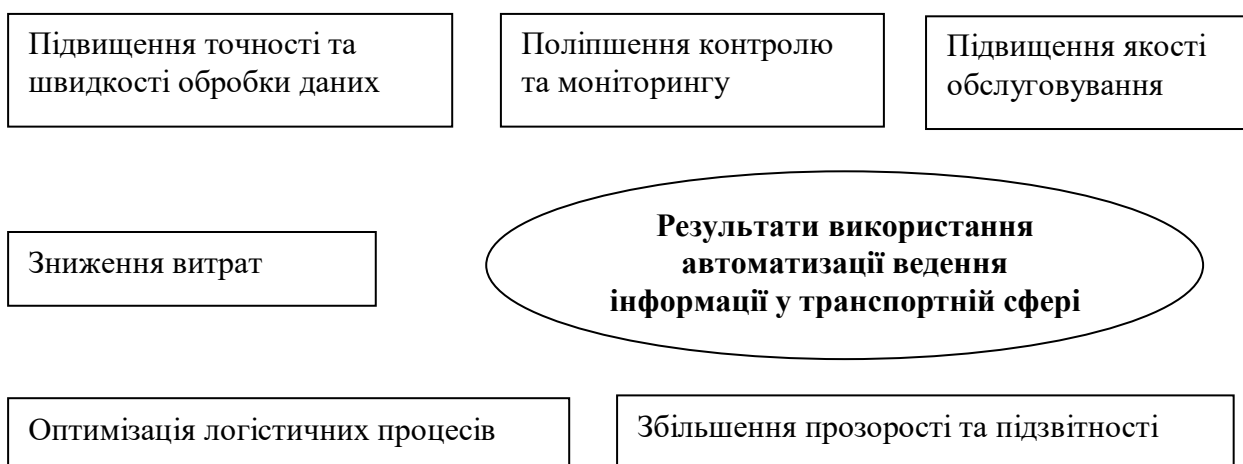 Підвищення точності та
швидкості обробки даних
Поліпшення контролю
та моніторингу
Підвищення якості
обслуговування
Зниження витрат
Результати використання
автоматизації ведення
інформації у транспортній сфері
Оптимізація логістичних процесів
Збільшення прозорості та підзвітності